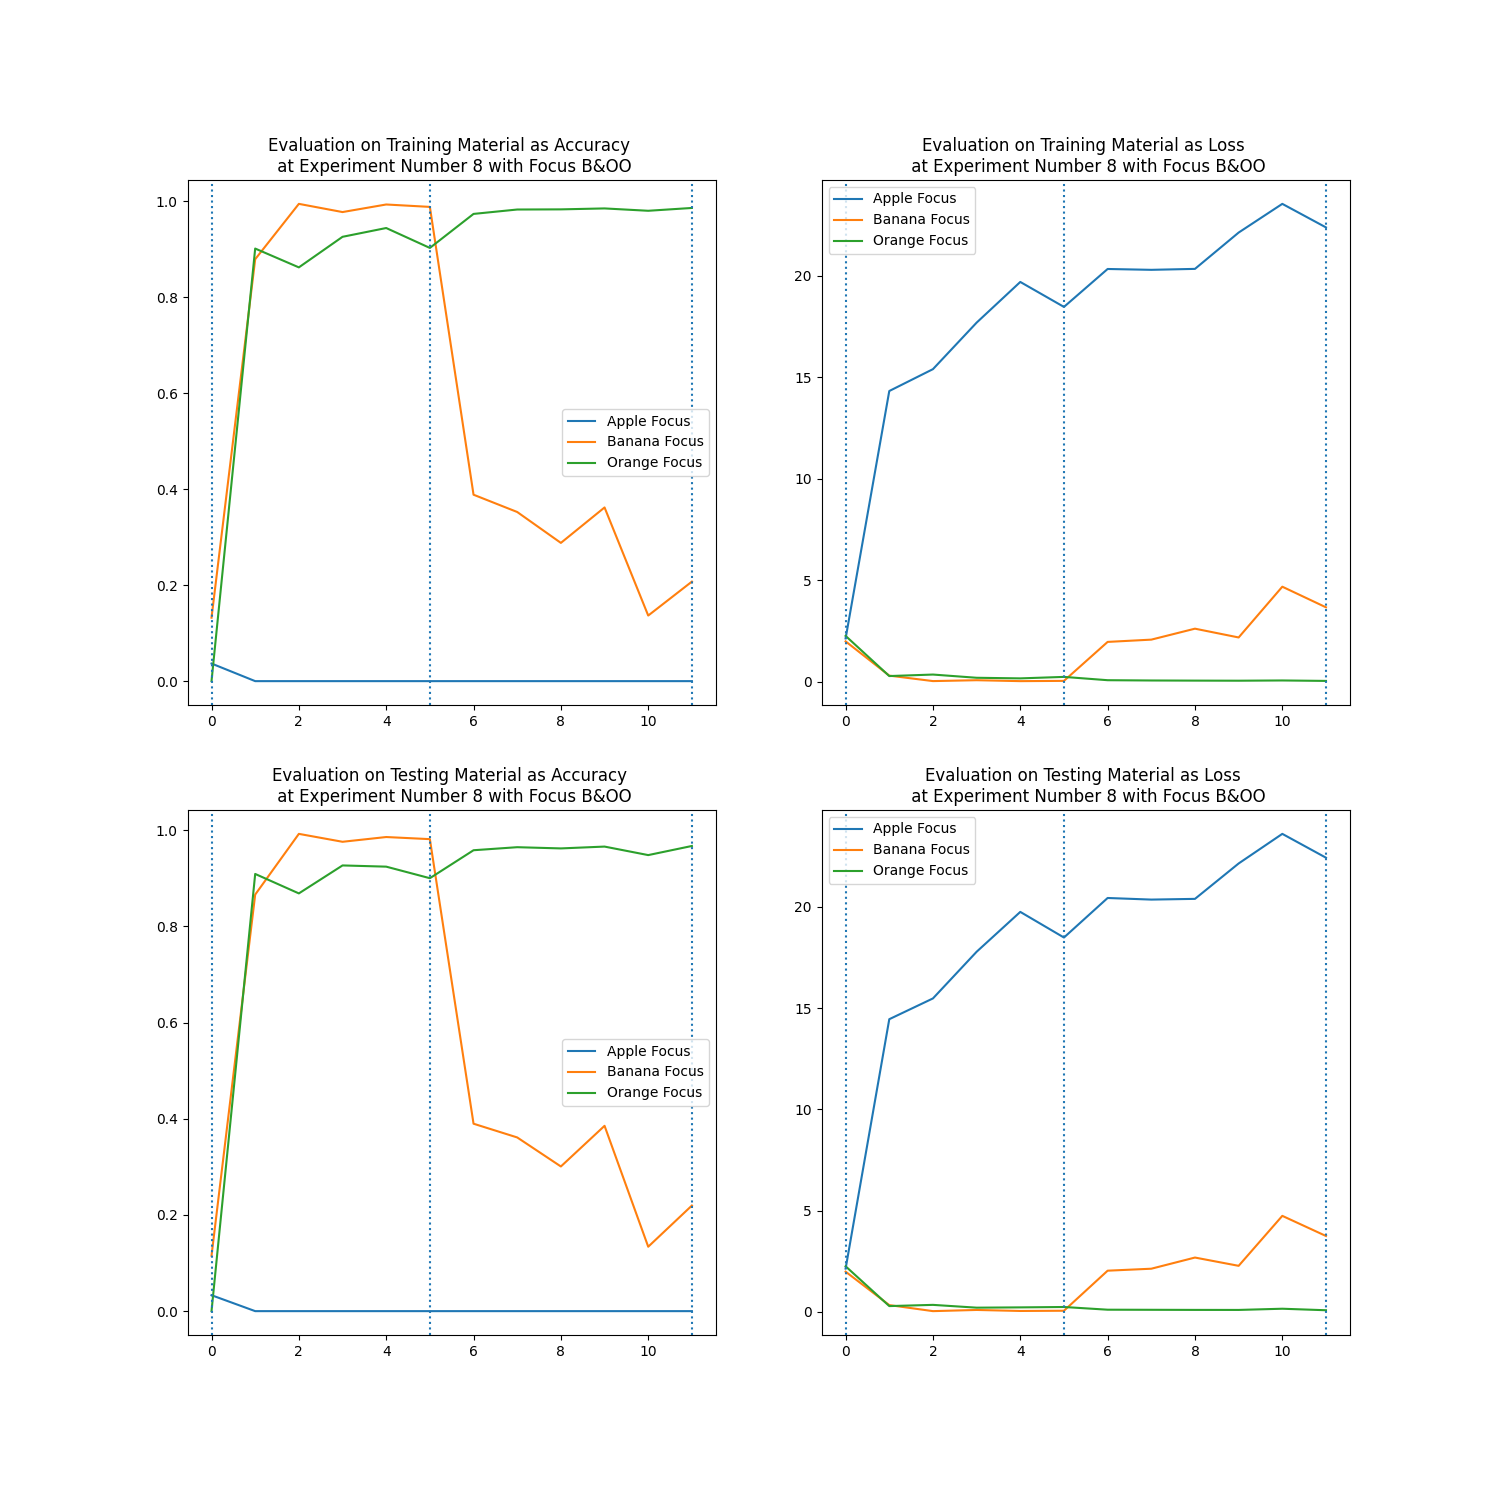 Evaluation on Training Material as Accuracy
at Experiment Number 8 with Focus B&OO
1.0
0.8
0.6
0.4
0.2
0.0
Apple Focus
Banana Focus
Orange Focus
0 2 4 6 8 10
Evaluation on Training Material as Loss
at Experiment Number 8 with Focus B&OO
Apple Focus
Banana Focus
Orange Focus
20
15
10
5
0
0 2 4 6 8 10
Evaluation on Testing Material as Accuracy
at Experiment Number 8 with Focus B&OO
1.0
0.8
0.6
0.4
0.2
0.0
Apple Focus
Banana Focus
Orange Focus
0 2 4 6 8 10
Evaluation on Testing Material as Loss
at Experiment Number 8 with Focus B&OO
Apple Focus
Banana Focus
Orange Focus
20
15
10
5
0
0 2 4 6 8 10